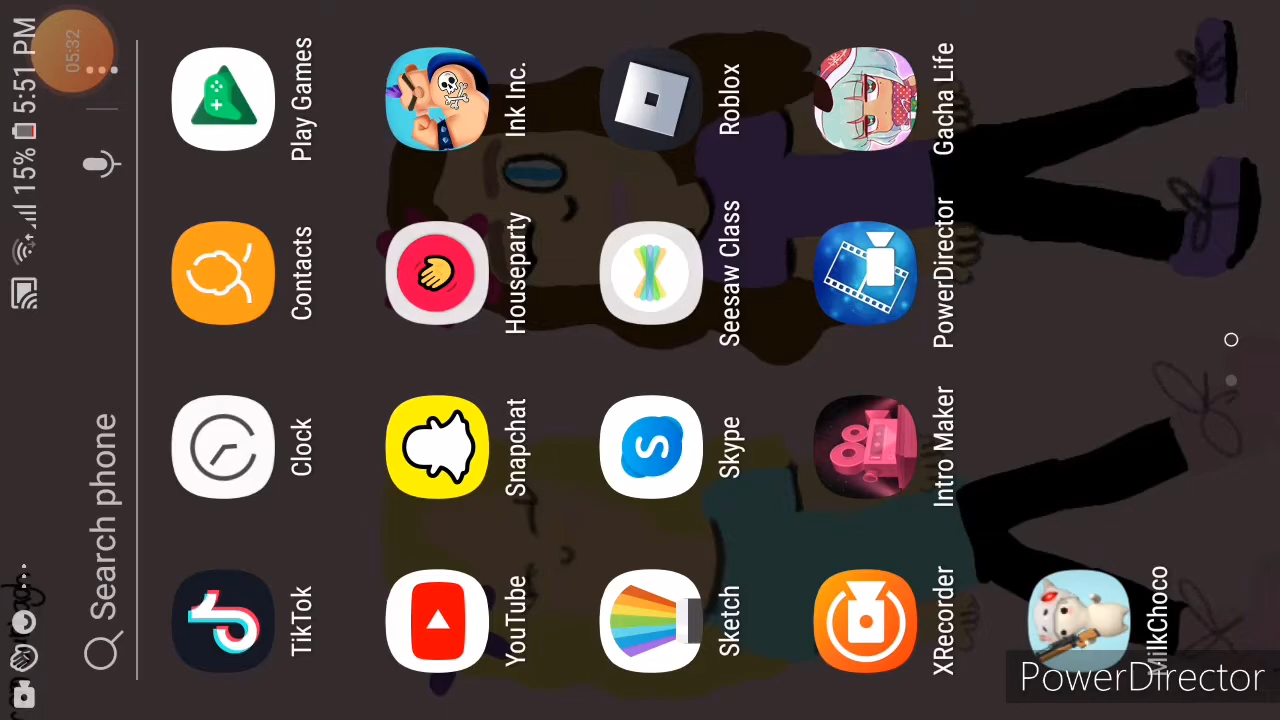 15% 5:51 PM
05:32
Search phone
TikTok Clock Contacts Play Games
YouTube Snapchat Houseparty Ink Inc.
Sketch Skype Seesaw Class Roblox
XRecorder Intro Maker PowerDirector Gacha Life
MilkChoco
PowerDirector